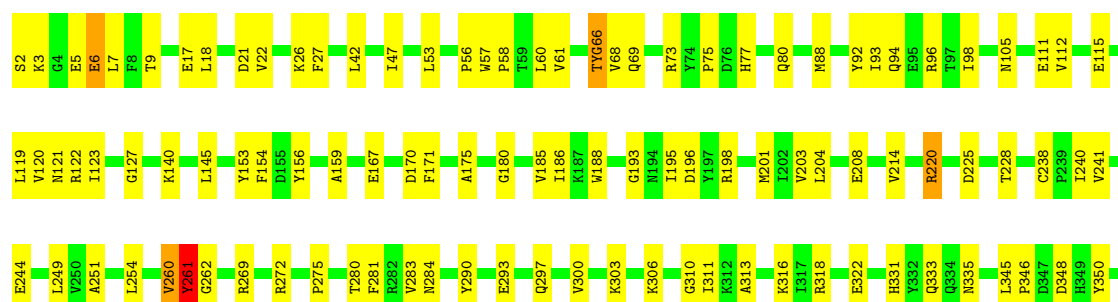 S2 K3 G4 E5 E6 L7 F8 T9 E17 L18 D21 V22 K26 F27 L42 I47 L53 P56 W57 P58 T59 L60 V61 TYG66 V68 Q69 R73 Y74 P75 D76 H77 Q80 M88 Y92 I93 Q94 E95 R96 T97 I98 N105 E111 V112 E115
L119 V120 N121 R122 I123 G127 K140 L145 Y153 F154 D155 Y156 A159 E167 D170 F171 A175 G180 V185 I186 K187 W188 G193 N194 I195 D196 Y197 R198 M201 I202 V203 L204 E208 V214 R220 D225 T228 C238 P239 I240 V241
E244 L249 V250 A251 L254 V260 Y261 G262 R269 R272 P275 T280 F281 R282 V283 N284 Y290 E293 Q297 V300 K303 K306 G310 I311 K312 A313 K316 I317 R318 E322 H331 Y332 Q333 Q334 N335 L345 P346 D347 D348 H349 Y350